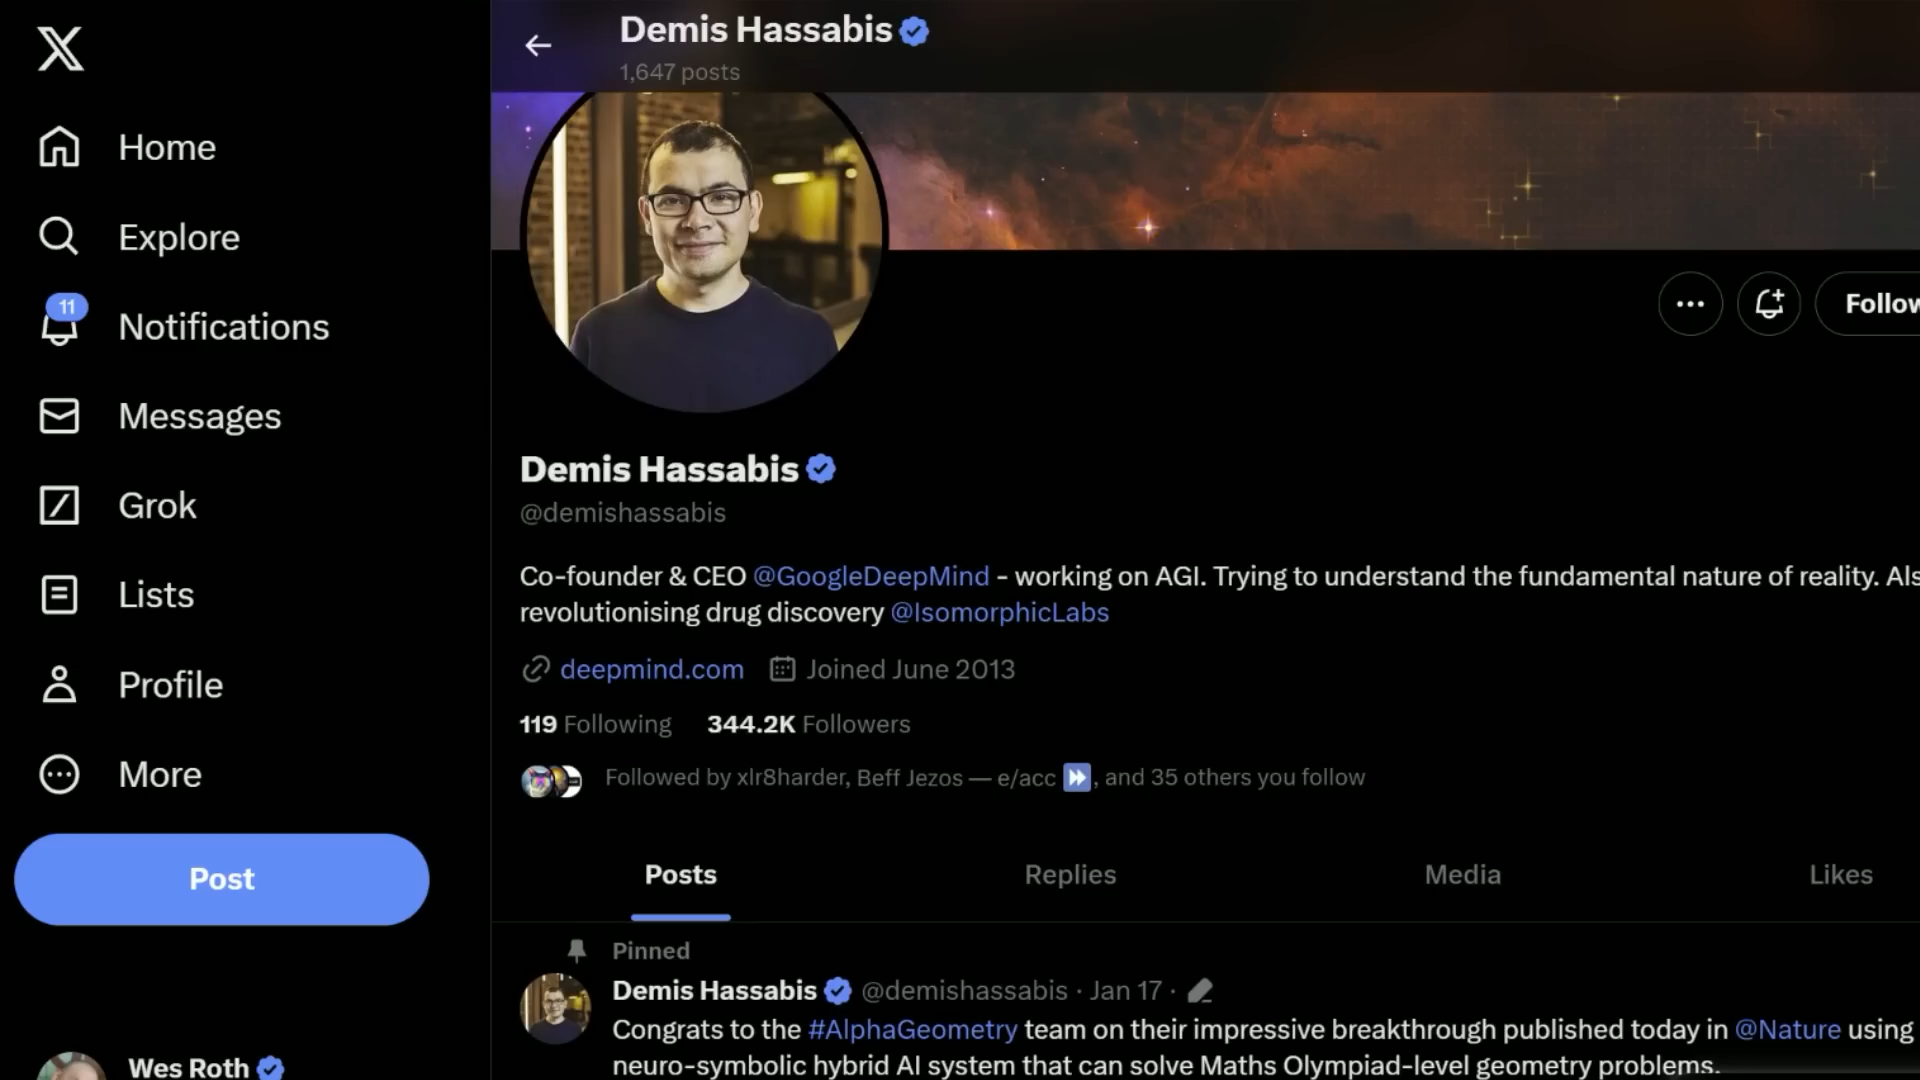 Demis Hassabis
1,647 posts
Home
Explore
11
Notifications
Messages
Grok
Lists
Profile
More
Post
Wes Roth
Follow
Demis Hassabis
@demishassabis
Co-founder & CEO @GoogleDeepMind - working on AGI. Trying to understand the fundamental nature of reality. Als
revolutionising drug discovery @IsomorphicLabs
deepmind.com Joined June 2013
119 Following 344.2K Followers
Followed by xlr8harder, Beff Jezos — e/acc ⏩, and 35 others you follow
Posts Replies Media Likes
Pinned
Demis Hassabis @demishassabis · Jan 17 ·
Congrats to the #AlphaGeometry team on their impressive breakthrough published today in @Nature using
neuro-symbolic hybrid AI system that can solve Maths Olympiad-level geometry problems.